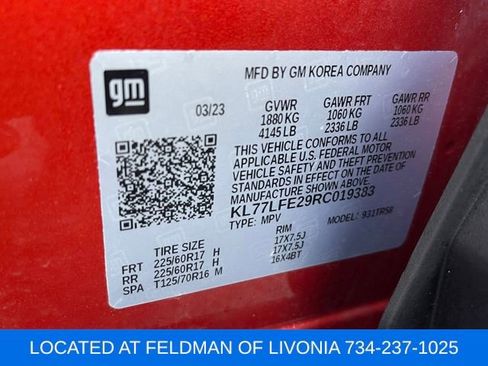 gm
MFD BY GM KOREA COMPANY
03/23 GVWR GAWR FRT GAWR RR
1880 KG 1060 KG 1060 KG
4145 LB 2336 LB 2336 LB
THIS VEHICLE CONFORMS TO ALL
APPLICABLE U.S. FEDERAL MOTOR
VEHICLE SAFETY AND THEFT PREVENTION
STANDARDS IN EFFECT ON THE DATE OF
MANUFACTURE SHOWN ABOVE.
KL77LFE29RC019383
TYPE: MPV MODEL: 931TR58
TIRE SIZE RIM
FRT 225/60R17 H 17X7.5J
RR 225/60R17 H 17X7.5J
SPA T125/70R16 M 16X4BT
LOCATED AT FELDMAN OF LIVONIA 734-237-1025